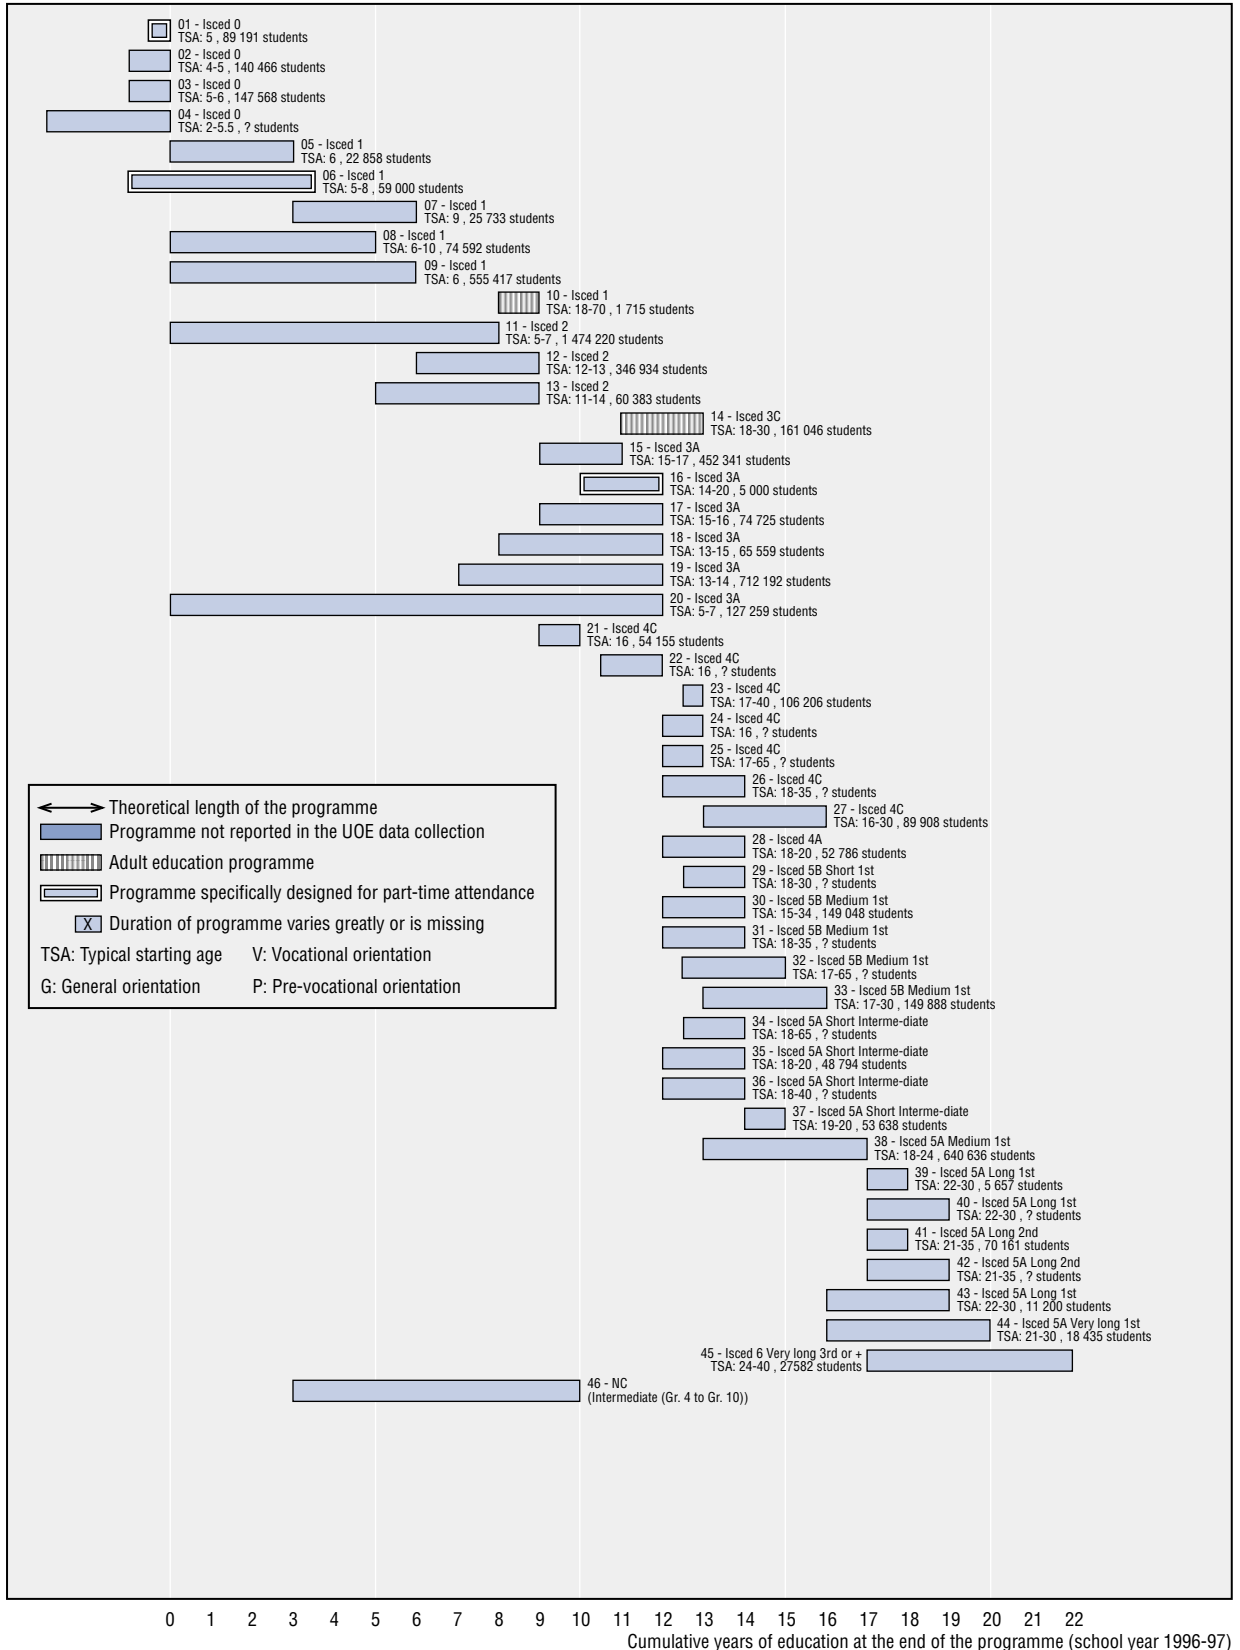 01 - Isced 0
TSA: 5 , 89 191 students
02 - Isced 0
TSA: 4-5 , 140 466 students
03 - Isced 0
TSA: 5-6 , 147 568 students
04 - Isced 0
TSA: 2-5.5 , ? students
05 - Isced 1
TSA: 6 , 22 858 students
06 - Isced 1
TSA: 5-8 , 59 000 students
07 - Isced 1
TSA: 9 , 25 733 students
08 - Isced 1
TSA: 6-10 , 74 592 students
09 - Isced 1
TSA: 6 , 555 417 students
10 - Isced 1
TSA: 18-70 , 1 715 students
11 - Isced 2
TSA: 5-7 , 1 474 220 students
12 - Isced 2
TSA: 12-13 , 346 934 students
13 - Isced 2
TSA: 11-14 , 60 383 students
14 - Isced 3C
TSA: 18-30 , 161 046 students
15 - Isced 3A
TSA: 15-17 , 452 341 students
16 - Isced 3A
TSA: 14-20 , 5 000 students
17 - Isced 3A
TSA: 15-16 , 74 725 students
18 - Isced 3A
TSA: 13-15 , 65 559 students
19 - Isced 3A
TSA: 13-14 , 712 192 students
20 - Isced 3A
TSA: 5-7 , 127 259 students
21 - Isced 4C
TSA: 16 , 54 155 students
22 - Isced 4C
TSA: 16 , ? students
23 - Isced 4C
TSA: 17-40 , 106 206 students
24 - Isced 4C
TSA: 16 , ? students
25 - Isced 4C
TSA: 17-65 , ? students
26 - Isced 4C
TSA: 18-35 , ? students
27 - Isced 4C
TSA: 16-30 , 89 908 students
28 - Isced 4A
TSA: 18-20 , 52 786 students
29 - Isced 5B Short 1st
TSA: 18-30 , ? students
30 - Isced 5B Medium 1st
TSA: 15-34 , 149 048 students
31 - Isced 5B Medium 1st
TSA: 18-35 , ? students
32 - Isced 5B Medium 1st
TSA: 17-65 , ? students
33 - Isced 5B Medium 1st
TSA: 17-30 , 149 888 students
34 - Isced 5A Short Interme-diate
TSA: 18-65 , ? students
35 - Isced 5A Short Interme-diate
TSA: 18-20 , 48 794 students
36 - Isced 5A Short Interme-diate
TSA: 18-40 , ? students
37 - Isced 5A Short Interme-diate
TSA: 19-20 , 53 638 students
38 - Isced 5A Medium 1st
TSA: 18-24 , 640 636 students
39 - Isced 5A Long 1st
TSA: 22-30 , 5 657 students
40 - Isced 5A Long 1st
TSA: 22-30 , ? students
41 - Isced 5A Long 2nd
TSA: 21-35 , 70 161 students
42 - Isced 5A Long 2nd
TSA: 21-35 , ? students
43 - Isced 5A Long 1st
TSA: 22-30 , 11 200 students
44 - Isced 5A Very long 1st
TSA: 21-30 , 18 435 students
45 - Isced 6 Very long 3rd or +
TSA: 24-40 , 27582 students
46 - NC
(Intermediate (Gr. 4 to Gr. 10))
Theoretical length of the programme
Programme not reported in the UOE data collection
Adult education programme
Programme specifically designed for part-time attendance
X Duration of programme varies greatly or is missing
TSA: Typical starting age V: Vocational orientation
G: General orientation P: Pre-vocational orientation
0 1 2 3 4 5 6 7 8 9 10 11 12 13 14 15 16 17 18 19 20 21 22
Cumulative years of education at the end of the programme (school year 1996-97)